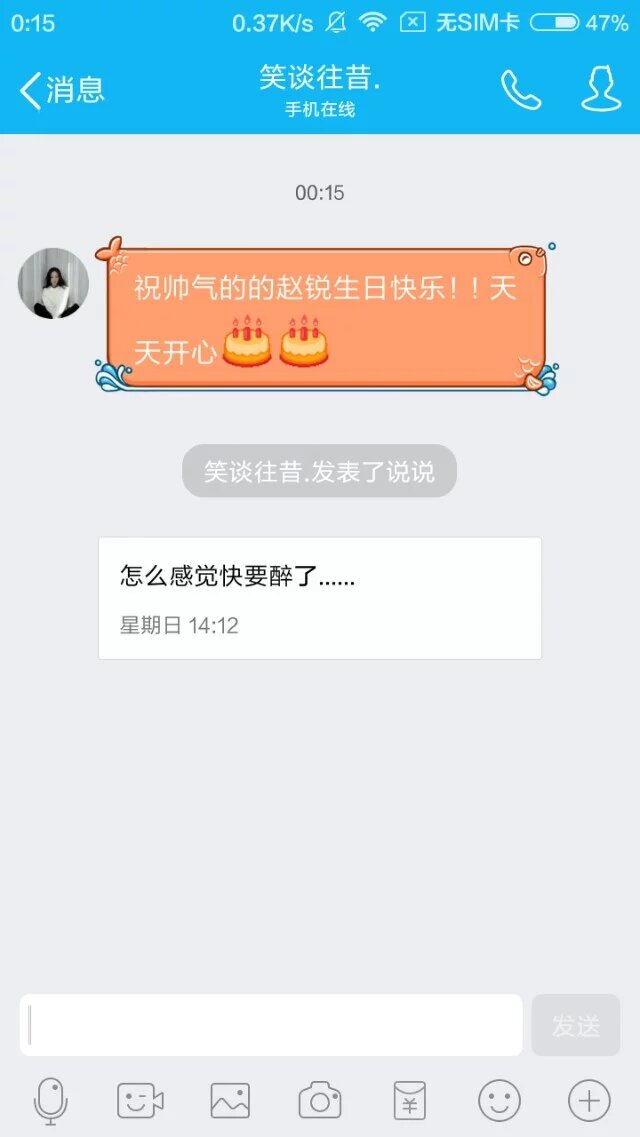 0:15 0.37K/s 无SIM卡 47%
消息 笑谈往昔.
手机在线
00:15
祝帅气的的赵锐生日快乐！！天
天开心
笑谈往昔.发表了说说
怎么感觉快要醉了......
星期日 14:12
发送